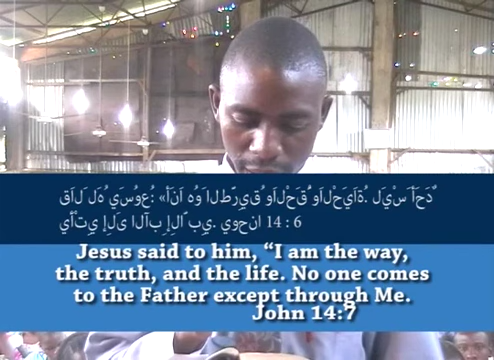 قَالَ لَهُ يَسُوعُ: «أَنَا هُوَ الطَّرِيقُ وَالْحَقُّ وَالْحَيَاةُ. لَيْسَ أَحَدٌ
يَأْتِي إِلَى الآبِ إِلاَّ بِي. يوحنا 14 : 6
Jesus said to him, “I am the way,
the truth, and the life. No one comes
to the Father except through Me.
John 14:7